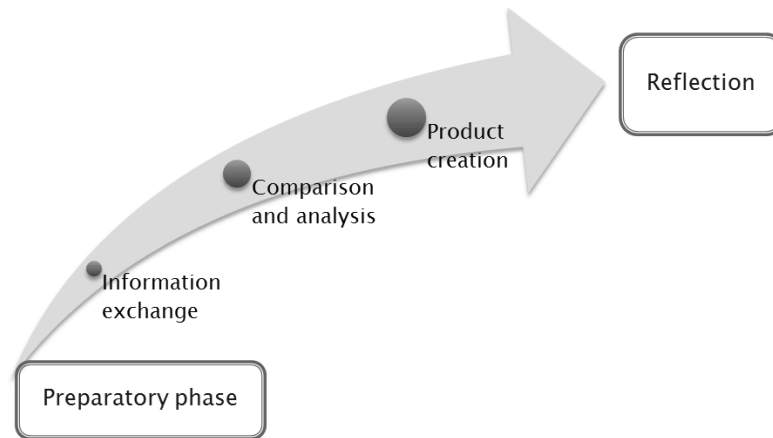 Reflection
Product
creation
Comparison
and analysis
Information
exchange
Preparatory phase